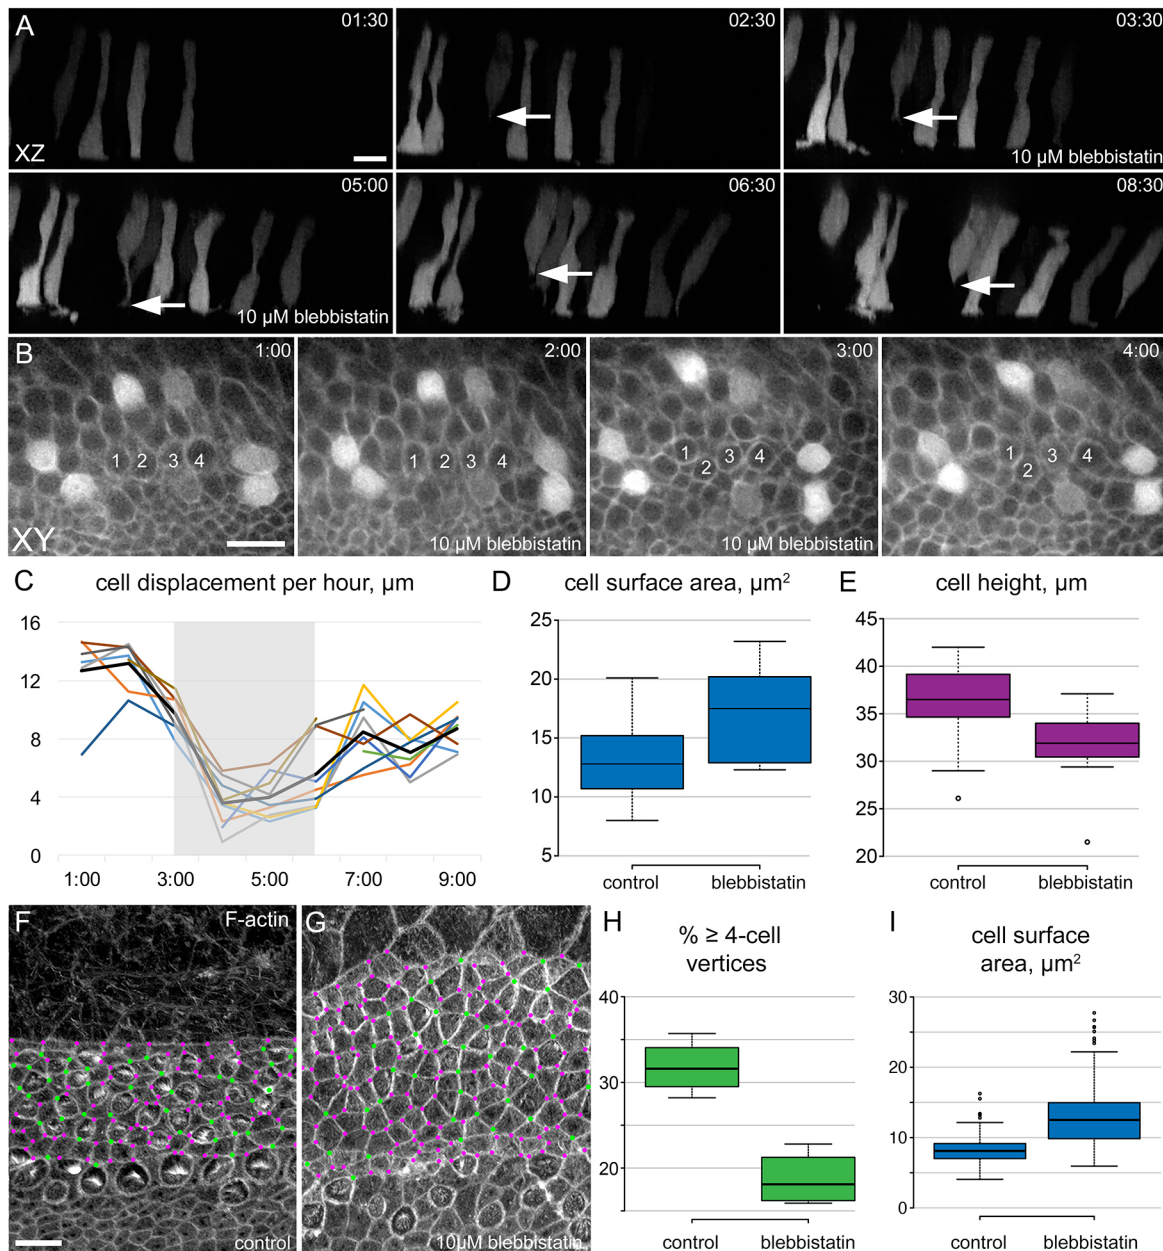 A 01:30 02:30 03:30
XZ 10 µM blebbistatin
05:00 06:30 08:30
10 µM blebbistatin
B 1:00 2:00 3:00 4:00
1 2 3 4 1 2 3 4 1 2 3 4 1 2 3 4
XY 10 µM blebbistatin 10 µM blebbistatin
C cell displacement per hour, µm
16
12
8
4
0
1:00 3:00 5:00 7:00 9:00
D cell surface area, µm²
25
20
15
10
5
control blebbistatin
E cell height, µm
45
40
35
30
25
20
control blebbistatin
F F-actin
control
G
10µM blebbistatin
H % ≥ 4-cell
vertices
40
30
20
control blebbistatin
I cell surface
area, µm²
30
20
10
0
control blebbistatin